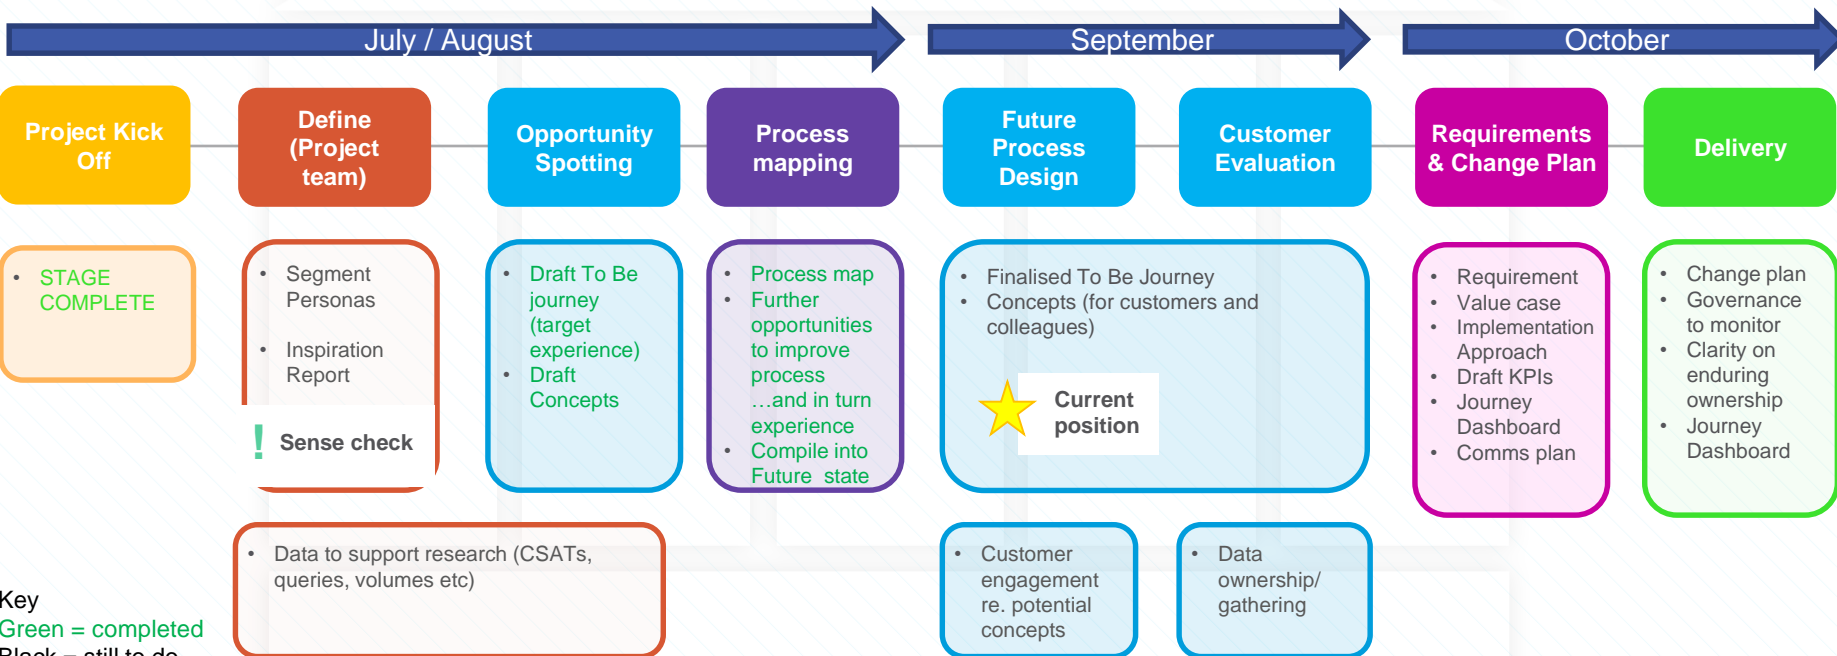 July / August
September
October
Project Kick
Off
Define
(Project
team)
Opportunity
Spotting
Process
mapping
Future
Process
Design
Customer
Evaluation
Requirements
& Change Plan
Delivery
• STAGE
COMPLETE
• Segment
Personas
• Inspiration
Report
! Sense check
• Draft To Be
journey
(target
experience)
• Draft
Concepts
• Process map
• Further
opportunities
to improve
process
…and in turn
experience
• Compile into
Future state
• Finalised To Be Journey
• Concepts (for customers and
colleagues)
Current
position
• Requirement
• Value case
• Implementation
Approach
• Draft KPIs
• Journey
Dashboard
• Comms plan
• Change plan
• Governance
to monitor
• Clarity on
enduring
ownership
• Journey
Dashboard
• Data to support research (CSATs,
queries, volumes etc)
• Customer
engagement
re. potential
concepts
• Data
ownership/
gathering
Key
Green = completed
Black = still to do